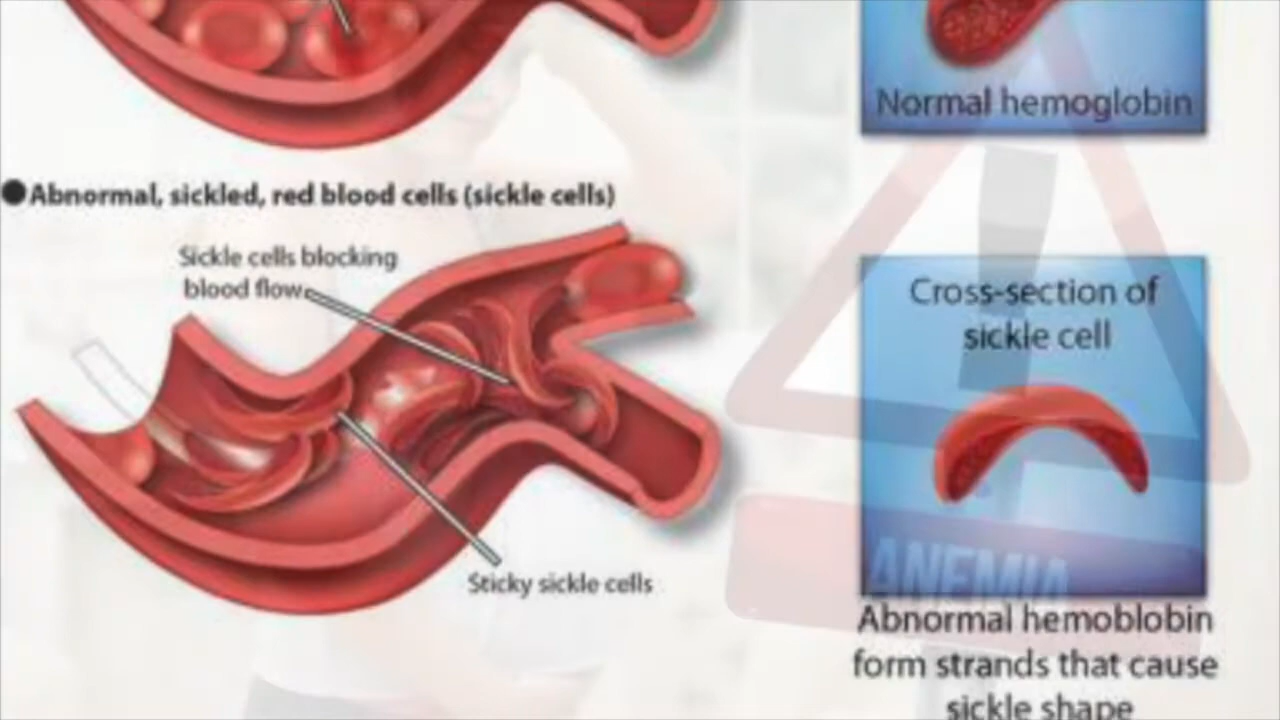 Normal hemoglobin
Abnormal, sickled, red blood cells (sickle cells)
Sickle cells blocking
blood flow
Sticky sickle cells
Cross-section of
sickle cell
ANEMIA
Abnormal hemoblobin
form strands that cause
sickle shape